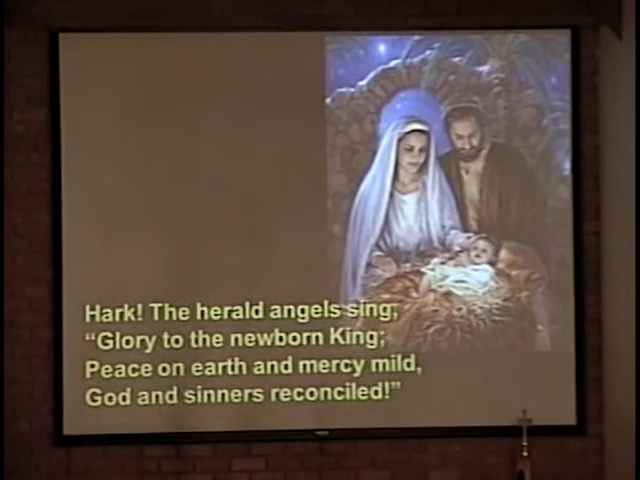 Hark! The herald angels sing,
“Glory to the newborn King;
Peace on earth and mercy mild,
God and sinners reconciled!”